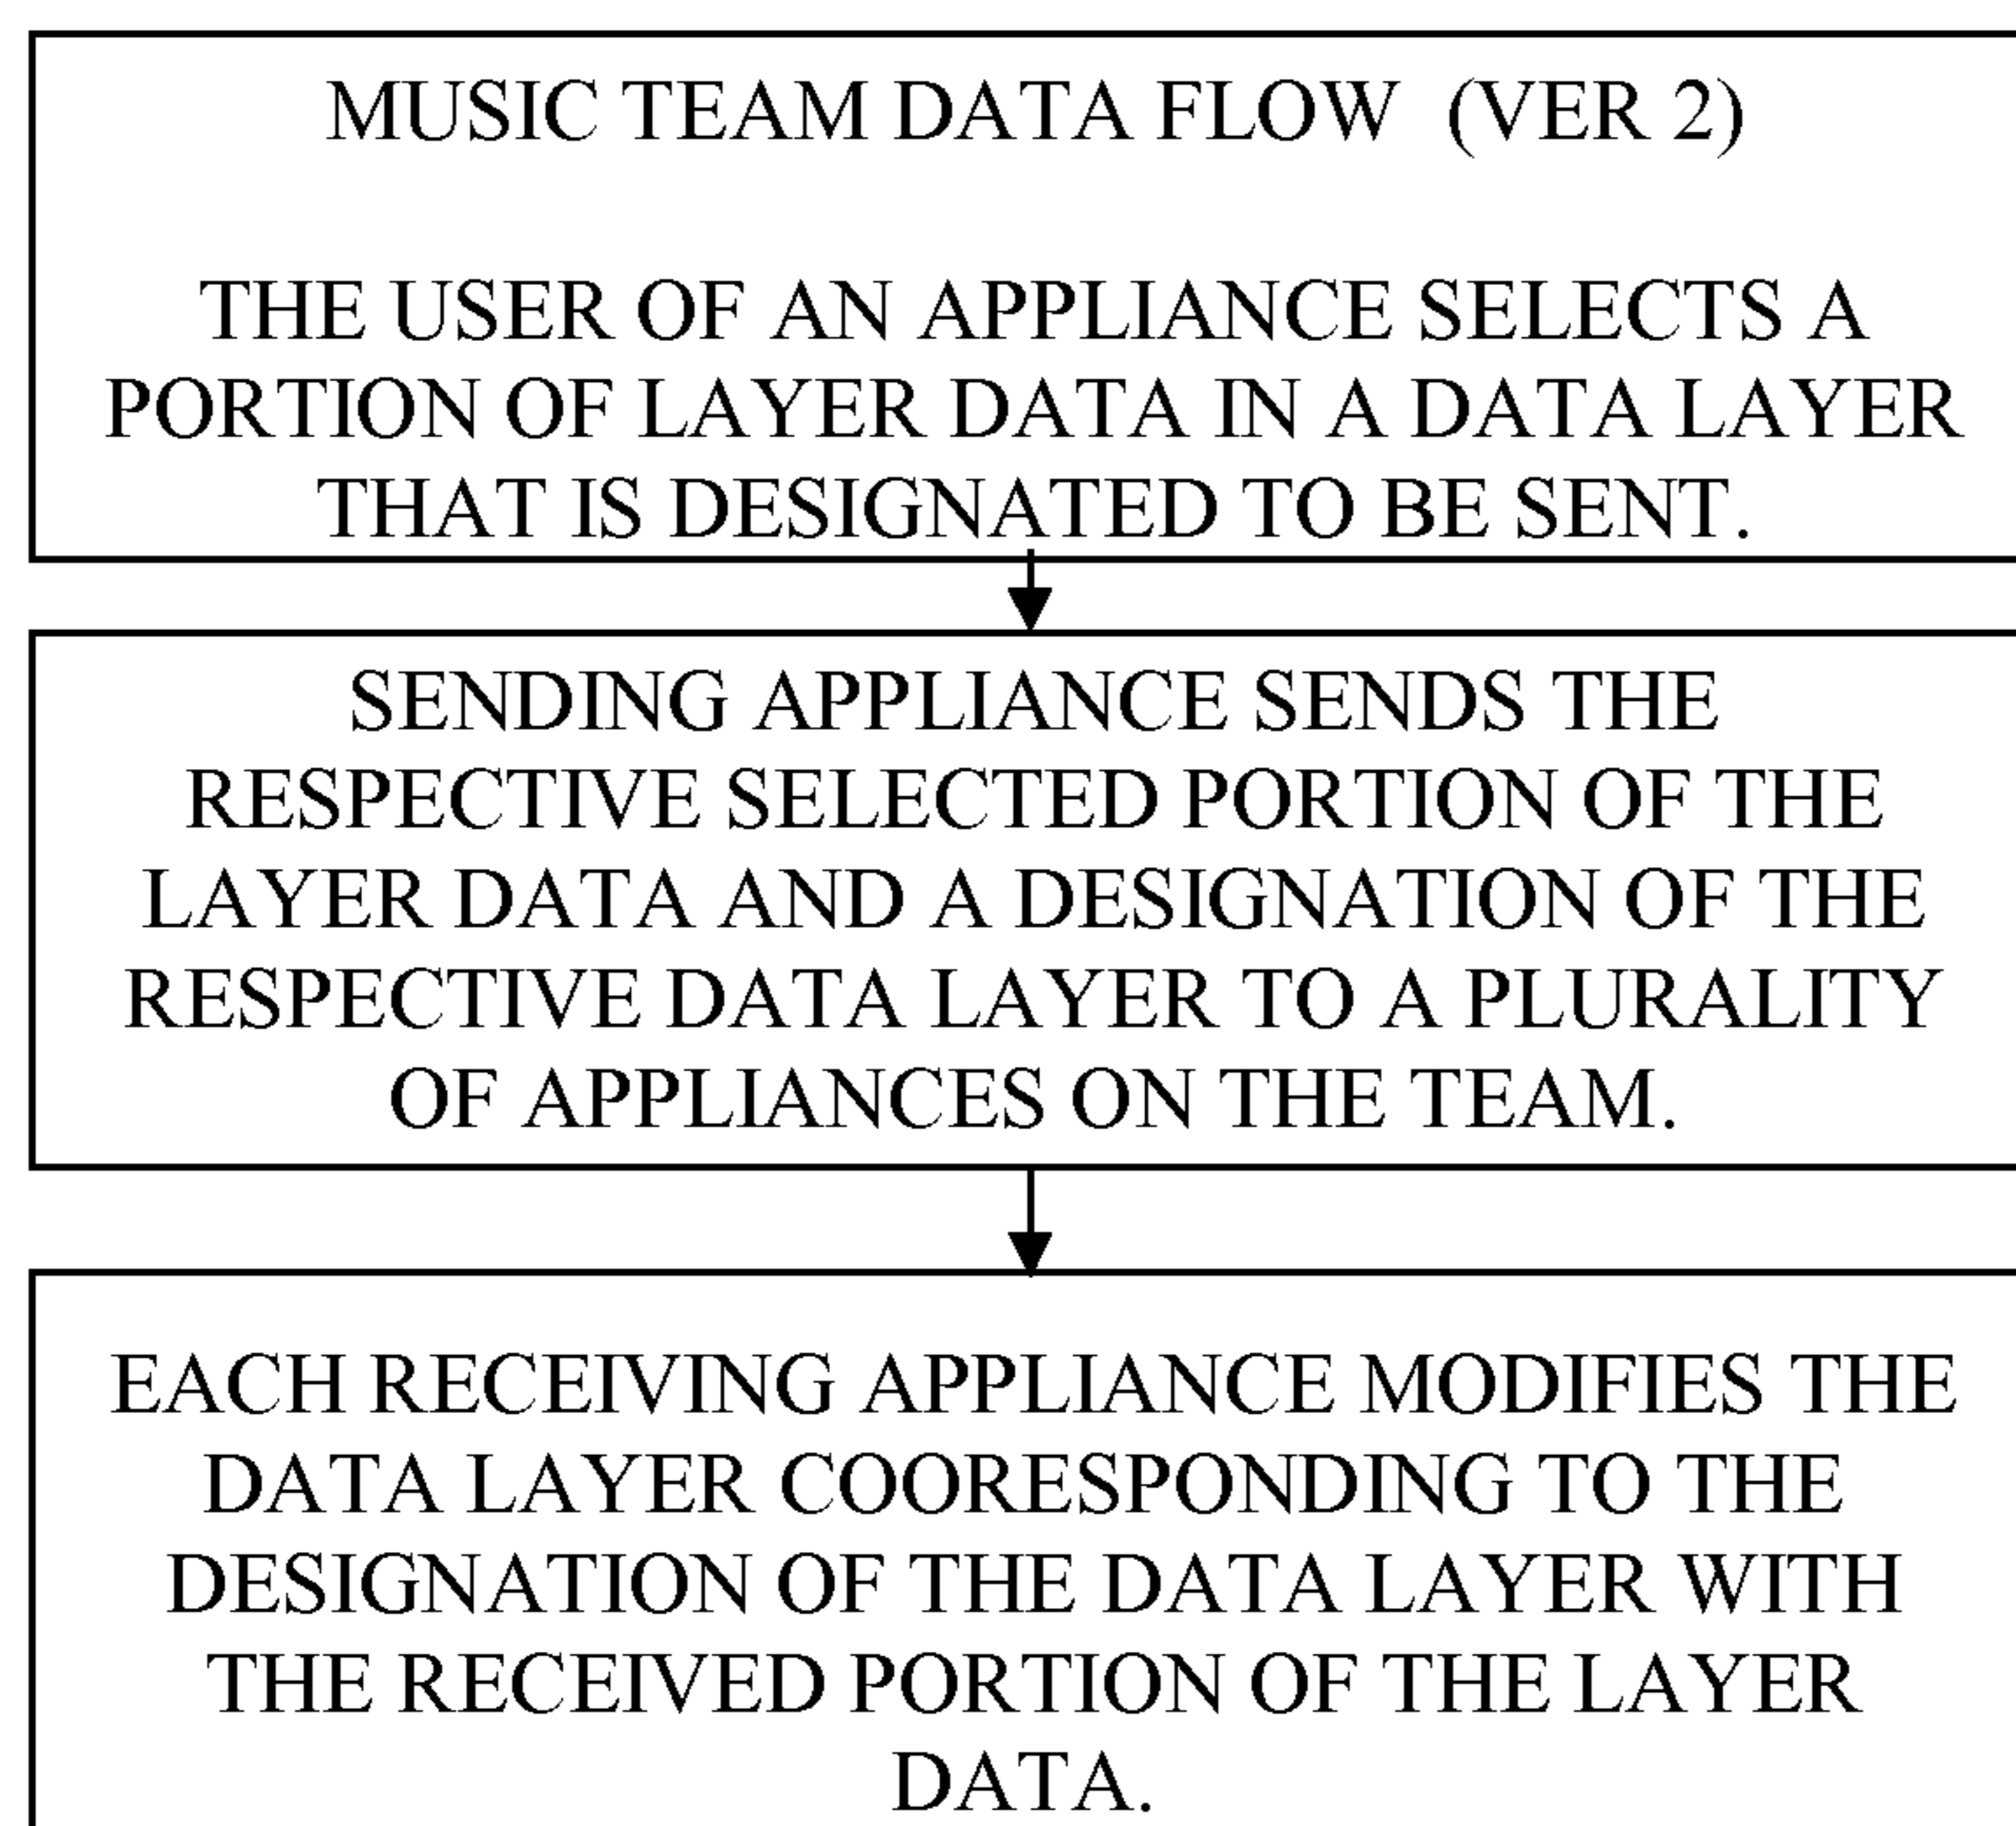 MUSIC TEAM DATA FLOW (VER 2)
THE USER OF AN APPLIANCE SELECTS A
PORTION OF LAYER DATA IN A DATA LAYER
THAT IS DESIGNATED TO BE SENT.
SENDING APPLIANCE SENDS THE
RESPECTIVE SELECTED PORTION OF THE
LAYER DATA AND A DESIGNATION OF THE
RESPECTIVE DATA LAYER TO A PLURALITY
OF APPLIANCES ON THE TEAM.
EACH RECEIVING APPLIANCE MODIFIES THE
DATA LAYER COORESPONDING TO THE
DESIGNATION OF THE DATA LAYER WITH
THE RECEIVED PORTION OF THE LAYER
DATA.